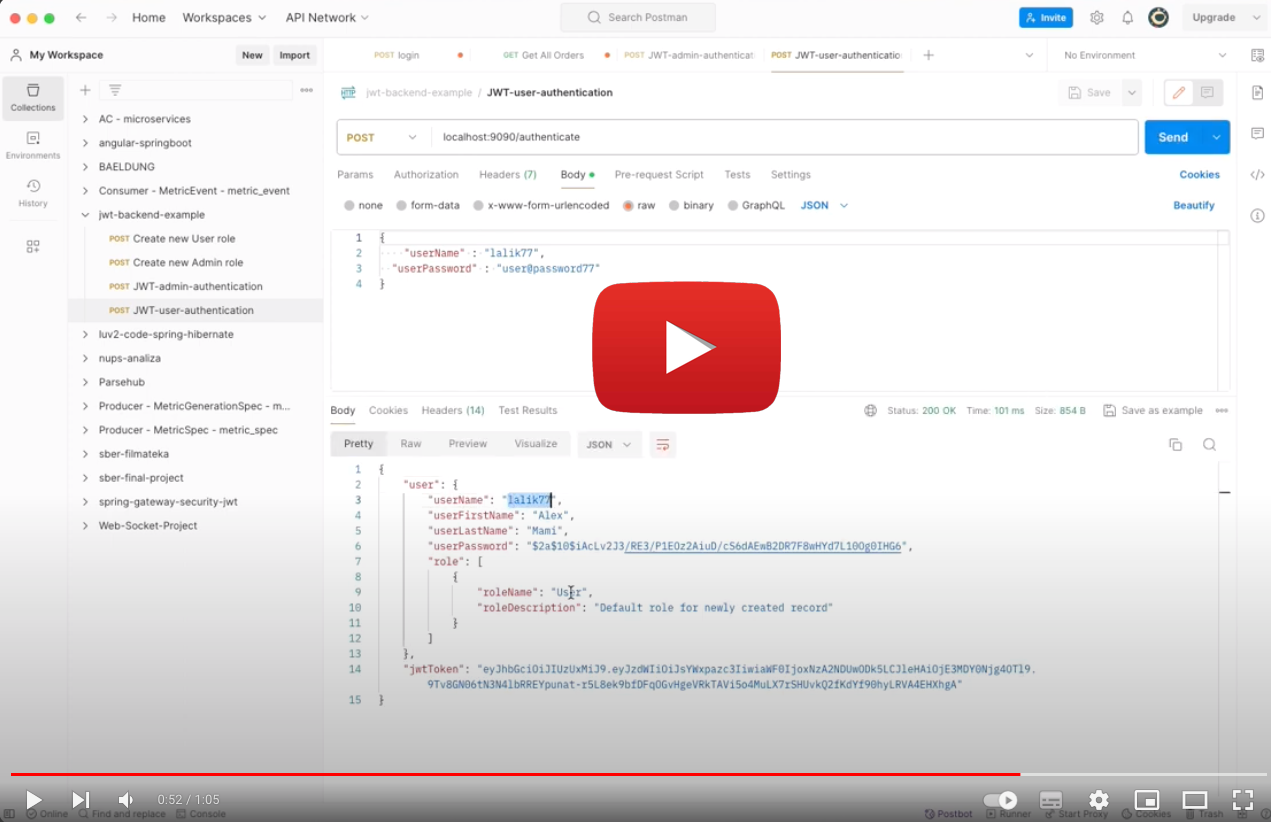 Home Workspaces API Network Search Postman Invite Upgrade
My Workspace New Import POST login GET Get All Orders POST JWT-admin-authenticat POST JWT-user-authenticatio No Environment
Collections
Environments
History
jwt-backend-example / JWT-user-authentication Save
AC - microservices
angular-springboot
BAELDUNG
Consumer - MetricEvent - metric_event
jwt-backend-example
POST Create new User role
POST Create new Admin role
POST JWT-admin-authentication
POST JWT-user-authentication
luv2-code-spring-hibernate
nups-analiza
Parsehub
Producer - MetricGenerationSpec - m...
Producer - MetricSpec - metric_spec
sber-filmateka
sber-final-project
spring-gateway-security-jwt
Web-Socket-Project
POST localhost:9090/authenticate Send
Params Authorization Headers (7) Body Pre-request Script Tests Settings Cookies
none form-data x-www-form-urlencoded raw binary GraphQL JSON Beautify
1 {
2 "userName" : "lalik77",
3 "userPassword" : "user@password77"
4 }
Body Cookies Headers (14) Test Results Status: 200 OK Time: 101 ms Size: 854 B Save as example
Pretty Raw Preview Visualize JSON
1 {
2 "user": {
3 "userName": "lalik77",
4 "userFirstName": "Alex",
5 "userLastName": "Mami",
6 "userPassword": "$2a$10$iAcLv2J3/RE3/P1EOz2AiuD/cS6dAEwB2DR7F8wHYd7L10Og0IHG6",
7 "role": [
8 {
9 "roleName": "User",
10 "roleDescription": "Default role for newly created record"
11 }
12 ]
13 },
14 "jwtToken": "eyJhbGciOiJIUzUxMiJ9.eyJzdWIiOiJsYWxpazc3IiwiaWF0IjoxNzA2NDUwODk5LCJleHAiOjE3MDY0Njg4OTl9.
9Tv8GN06tN3N4lbRREYpunat-r5L8ek9bfDFqOGvHgeVRkTAVi5o4MuLX7rSHUvkQ2fKdYf90hyLRVA4EHXhgA"
15 }
0:52 / 1:05
Online Find and replace Console Postbot Runner Start Proxy Cookies Trash